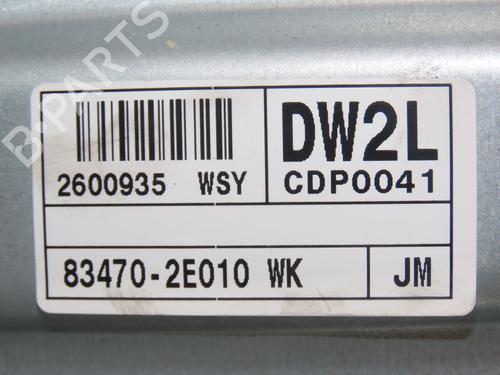 B-PARTS
DW2L
2600935 WSY
CDP0041
83470-2E010 WK
JM